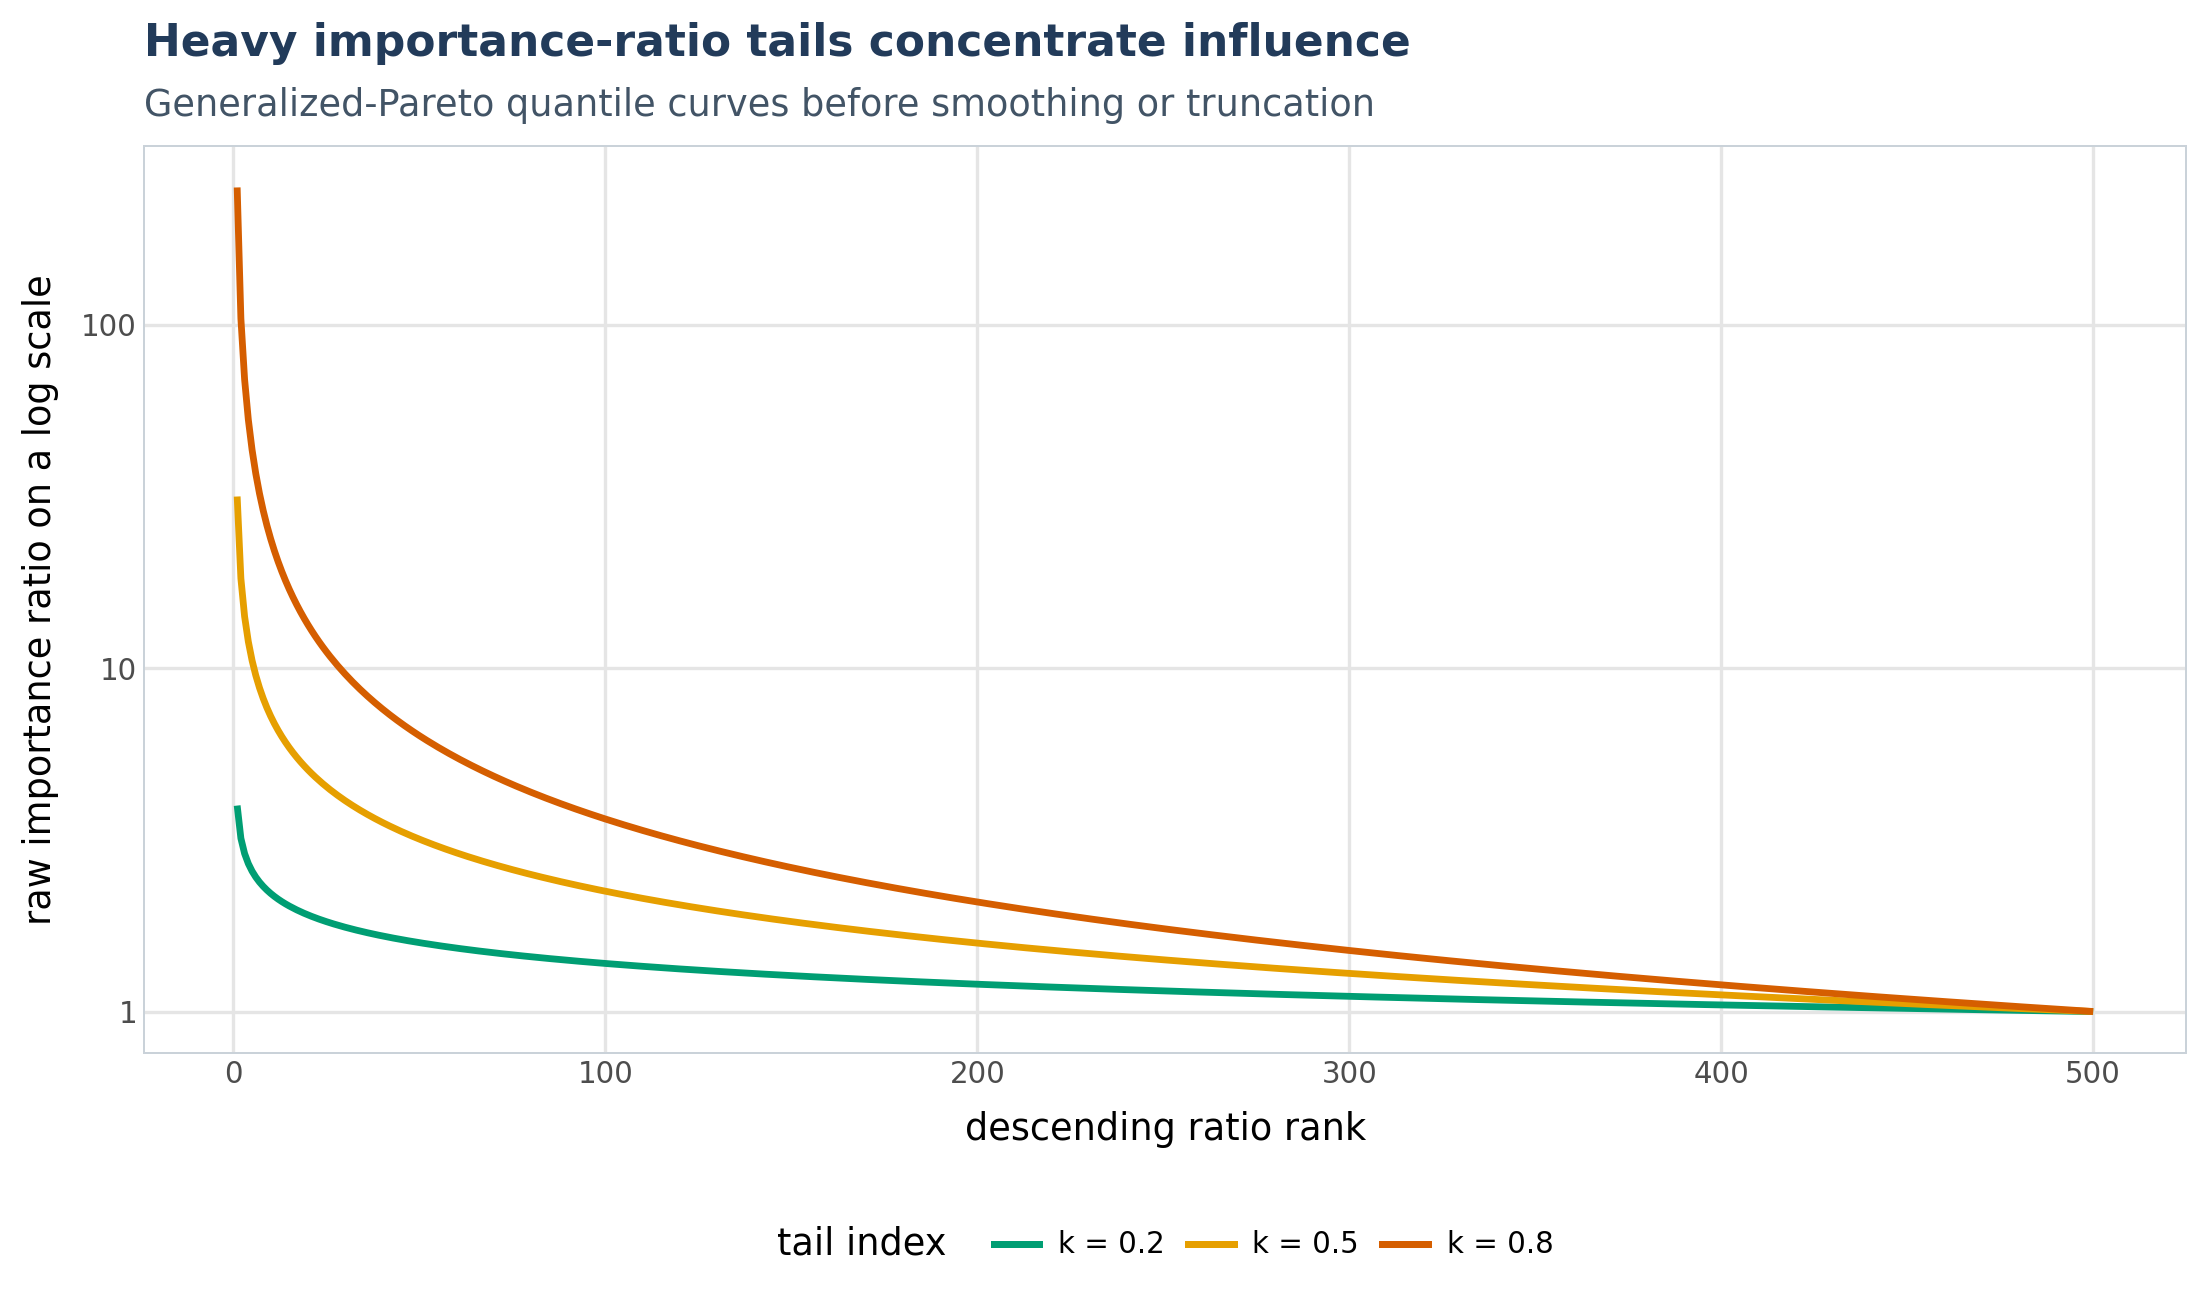 Heavy importance-ratio tails concentrate influence
Generalized-Pareto quantile curves before smoothing or truncation
raw importance ratio on a log scale
100
10
1
0 100 200 300 400 500
descending ratio rank
tail index k = 0.2 k = 0.5 k = 0.8